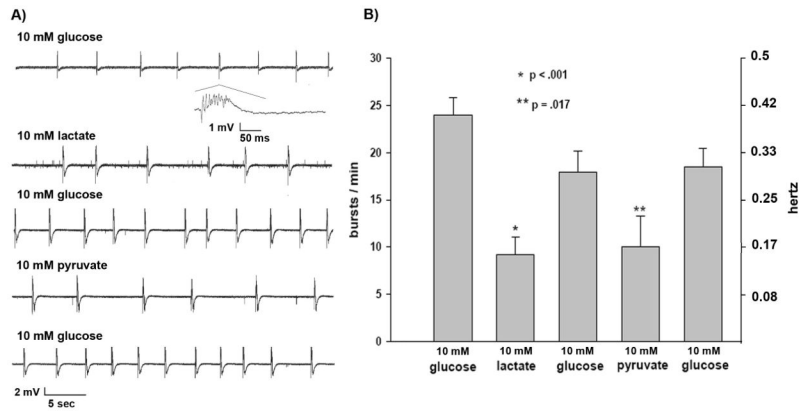 A)
10 mM glucose
1 mV
50 ms
10 mM lactate
10 mM glucose
10 mM pyruvate
10 mM glucose
2 mV
5 sec
B)
30
25
20
15
10
5
0
bursts / min
* p < .001
** p = .017
*
**
0.5
0.42
0.33
0.25
0.17
0.08
hertz
10 mM
glucose
10 mM
lactate
10 mM
glucose
10 mM
pyruvate
10 mM
glucose